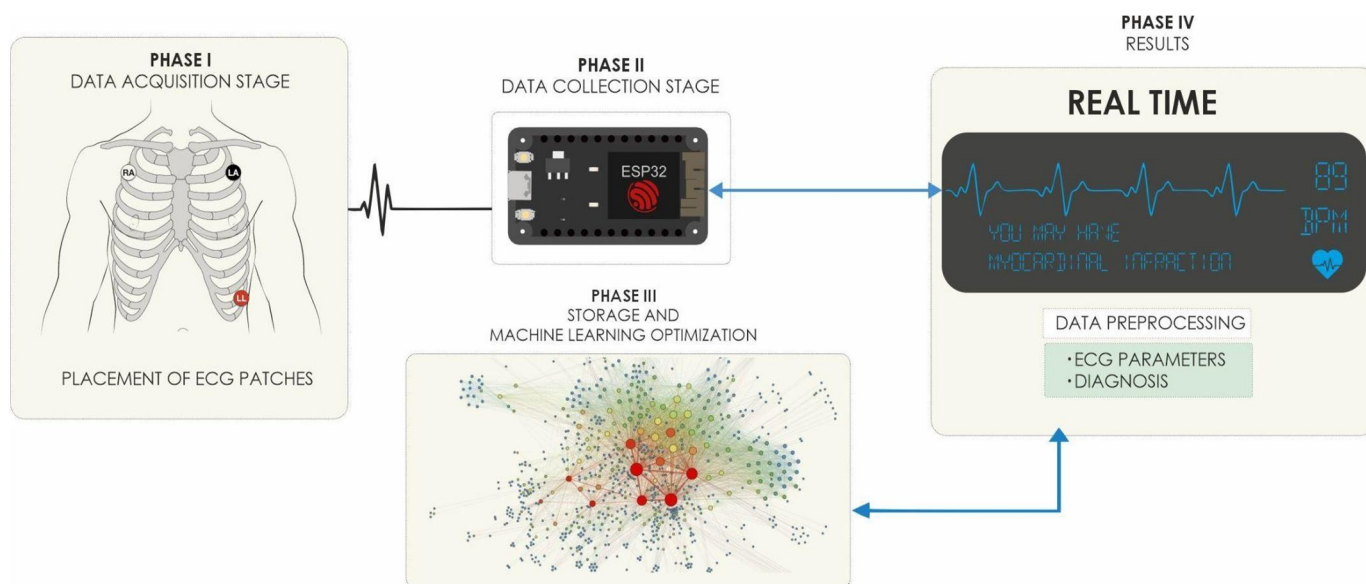 PHASE I
DATA ACQUISITION STAGE
RA
LA
LL
PLACEMENT OF ECG PATCHES
PHASE II
DATA COLLECTION STAGE
ESP32
PHASE III
STORAGE AND
MACHINE LEARNING OPTIMIZATION
PHASE IV
RESULTS
REAL TIME
89
BPM
YOU MAY HAVE
MYOCARDINAL INFRACTION
DATA PREPROCESSING
·ECG PARAMETERS
·DIAGNOSIS